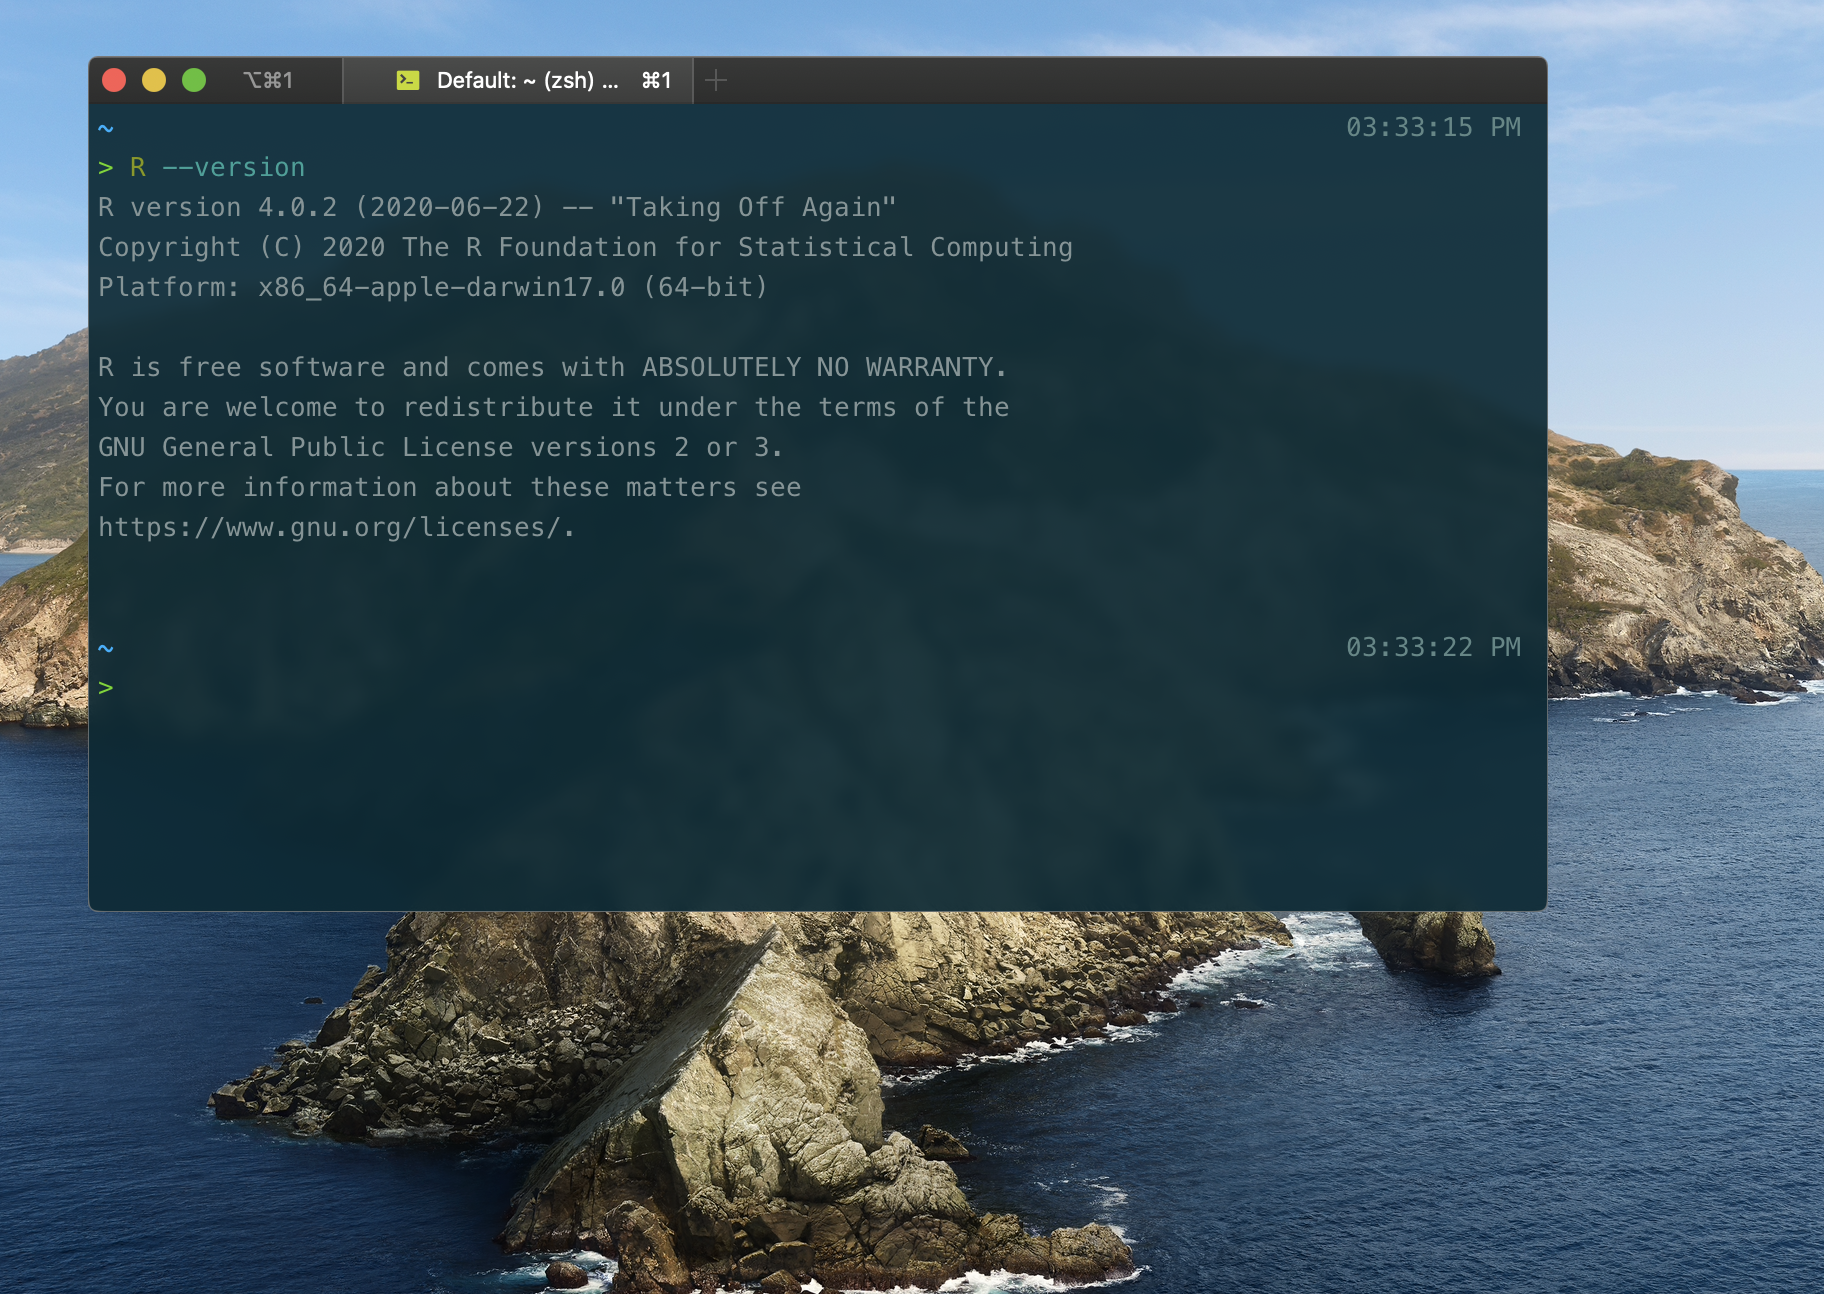 ⌥⌘1 Default: ~ (zsh) ... ⌘1 +
~ 03:33:15 PM
> R --version
R version 4.0.2 (2020-06-22) -- "Taking Off Again"
Copyright (C) 2020 The R Foundation for Statistical Computing
Platform: x86_64-apple-darwin17.0 (64-bit)
R is free software and comes with ABSOLUTELY NO WARRANTY.
You are welcome to redistribute it under the terms of the
GNU General Public License versions 2 or 3.
For more information about these matters see
https://www.gnu.org/licenses/.
~ 03:33:22 PM
>